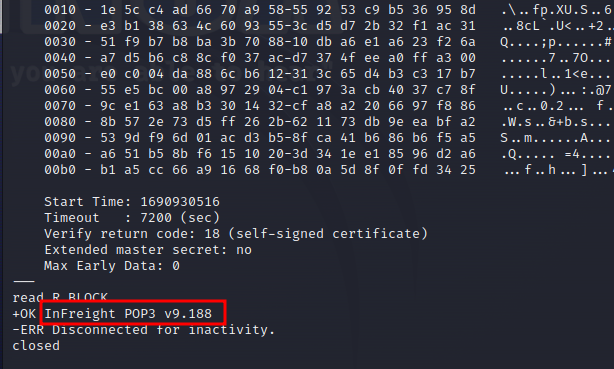 0010 - 1e 5c c4 ad 66 70 a9 58-55 92 53 c9 b5 36 95 8d .\..fp.XU.S..6..
0020 - e3 b1 38 63 4c 60 93 55-3c d5 d7 2b 32 f1 ac 31 ..8cL`.U<..+2..1
0030 - 51 f9 b7 b8 ba 3b 70 88-10 db a6 e1 a6 23 f2 6a Q....;p......#.j
0040 - a7 d5 b6 c8 8c f0 37 ac-d7 37 4f ee a0 ff a3 00 ......7..7O.....
0050 - e0 c0 04 da 88 6c b6 12-31 3c 65 d4 b3 c3 17 b7 .....l..1<e.....
0060 - 55 e5 bc 00 a8 97 29 04-c1 97 3a cb 40 37 c7 8f U.....)...:.@7..
0070 - 9c e1 63 a8 b3 30 14 32-cf a8 a2 20 66 97 f8 86 ..c..0.2... f...
0080 - 8b 57 2e 73 d5 ff 26 2b-62 11 73 db 9e ea bf a2 .W.s..&+b.s.....
0090 - 53 9d f9 6d 01 ac d3 b5-8f ca 41 b6 86 b6 f5 a5 S..m......A.....
00a0 - a6 51 b5 8b f6 15 10 20-3d 34 1e e1 85 96 d2 a6 .Q..... =4......
00b0 - b1 a5 cc 66 a9 16 68 f0-b8 0a 5d 8f 0f fd 34 25 ...f..h...]...4%
Start Time: 1690930516
Timeout : 7200 (sec)
Verify return code: 18 (self-signed certificate)
Extended master secret: no
Max Early Data: 0
---
read R BLOCK
+OK InFreight POP3 v9.188
-ERR Disconnected for inactivity.
closed